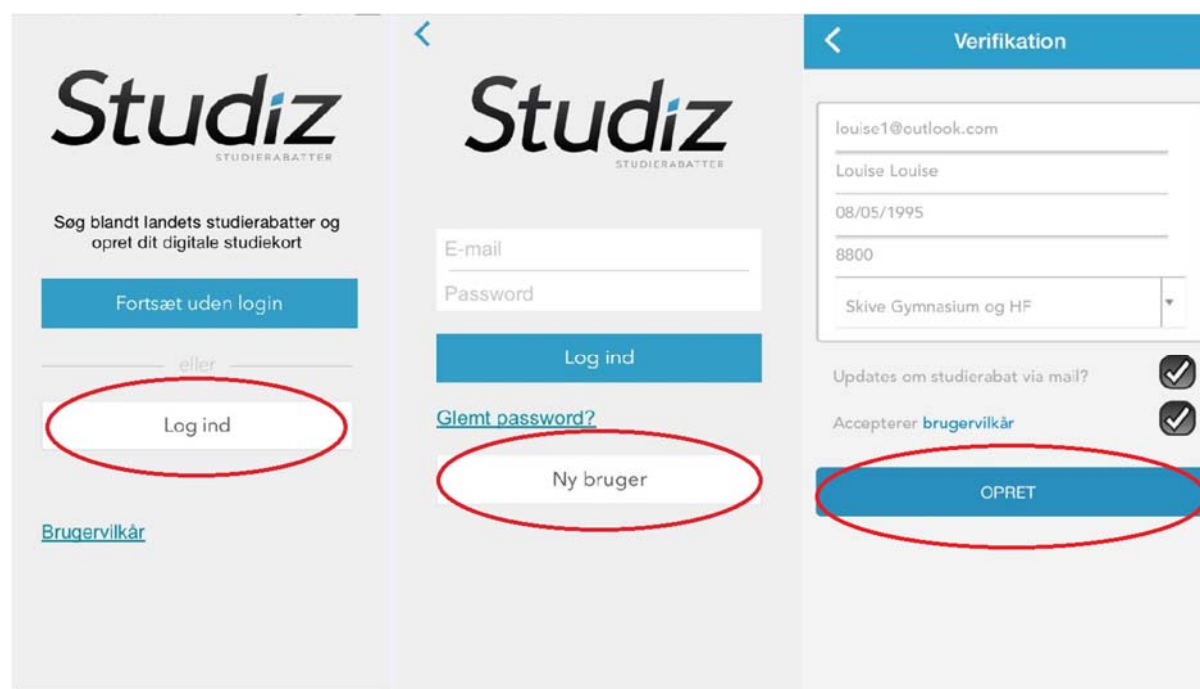 Studiz
STUDIERABATTER
Søg blandt landets studierabatter og
opret dit digitale studiekort
Fortsæt uden login
eller
Log ind
Brugervilkår
Studiz
STUDIERABATTER
E-mail
Password
Log ind
Glemt password?
Ny bruger
Verifikation
louise1@outlook.com
Louise Louise
08/05/1995
8800
Skive Gymnasium og HF
Updates om studierabat via mail?
Accepterer brugervilkår
OPRET